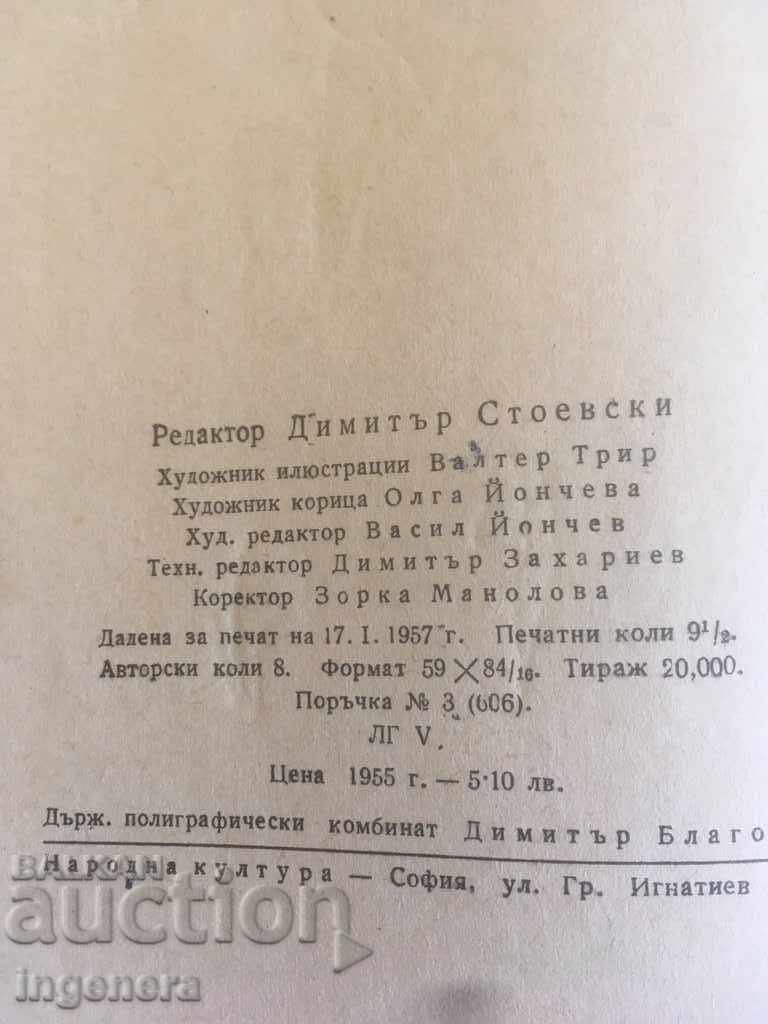 Редактор Димитър Стоевски
Художник илюстрации Валтер Трир
Художник корица Олга Йончева
Худ. редактор Васил Йончев
Техн. редактор Димитър Захариев
Коректор Зорка Манолова
Дадена за печат на 17. I. 1957 г. Печатни коли 9¹/₂.
Авторски коли 8. Формат 59 × 84/₁₆. Тираж 20,000.
Поръчка № 3 (606).
ЛГ V.
Цена 1955 г. — 5·10 лв.
Държ. полиграфически комбинат Димитър Благо
Народна култура — София, ул. Гр. Игнатиев
auction
ingenera